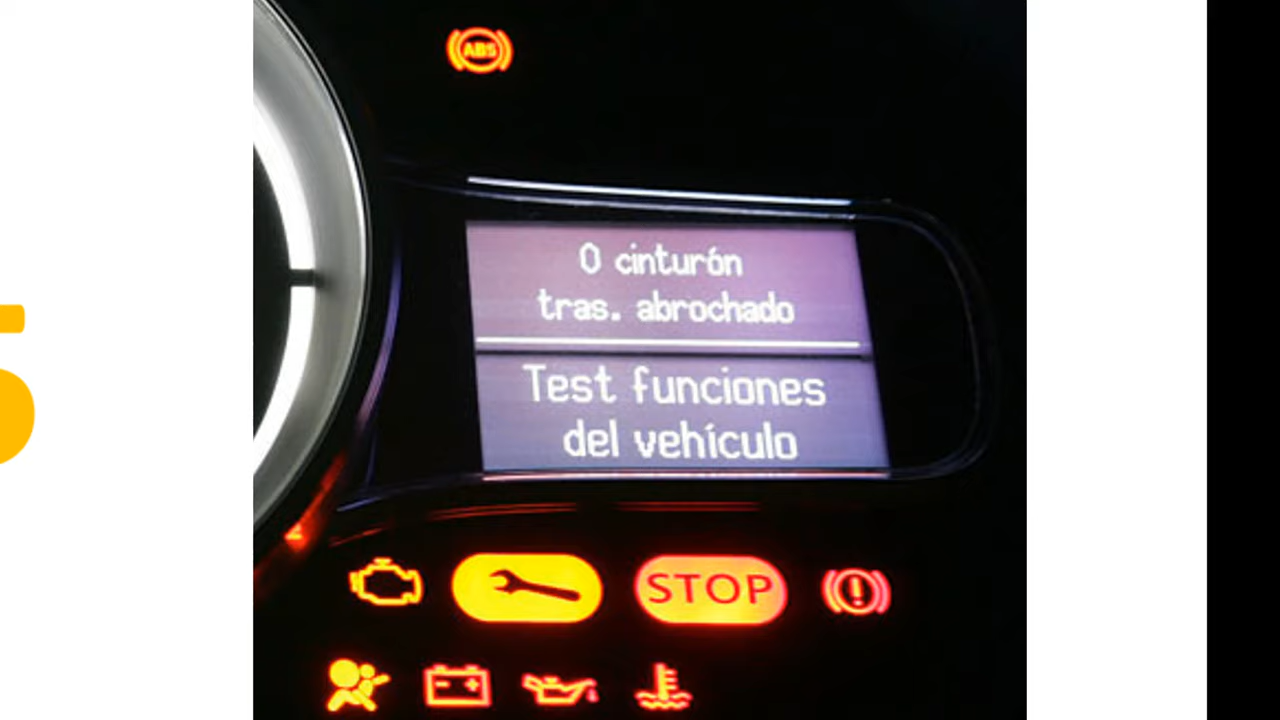 ABS
0 cinturón
tras. abrochado
Test funciones
del vehículo
STOP